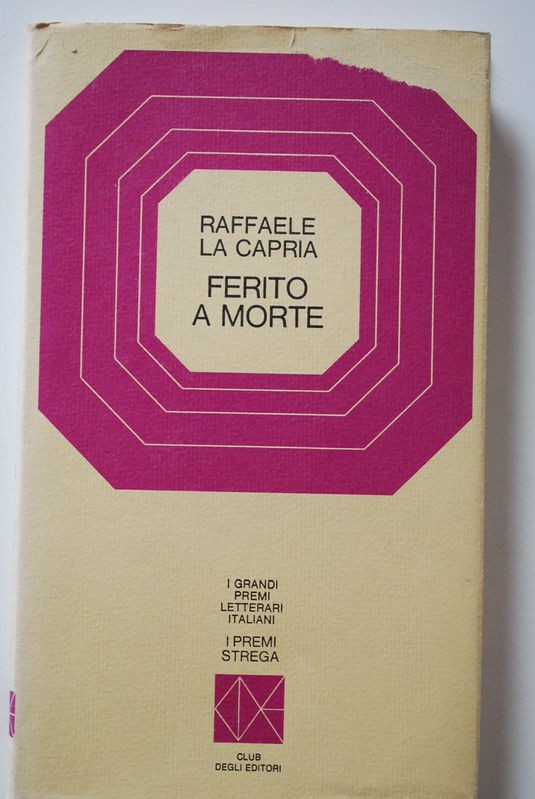 RAFFAELE
LA CAPRIA
FERITO
A MORTE
I GRANDI
PREMI
LETTERARI
ITALIANI
I PREMI
STREGA
CLUB
DEGLI EDITORI